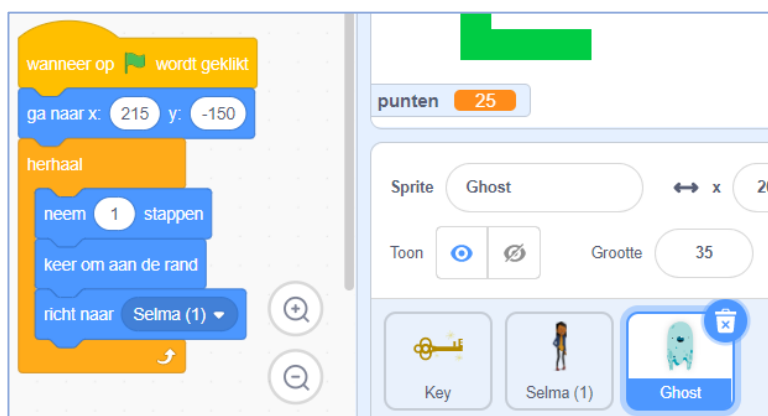 wanneer op wordt geklikt
ga naar x: 215 y: -150
herhaal
neem 1 stappen
keer om aan de rand
richt naar Selma (1)
punten 25
Sprite Ghost x
Toon Grootte 35
Key Selma (1) Ghost